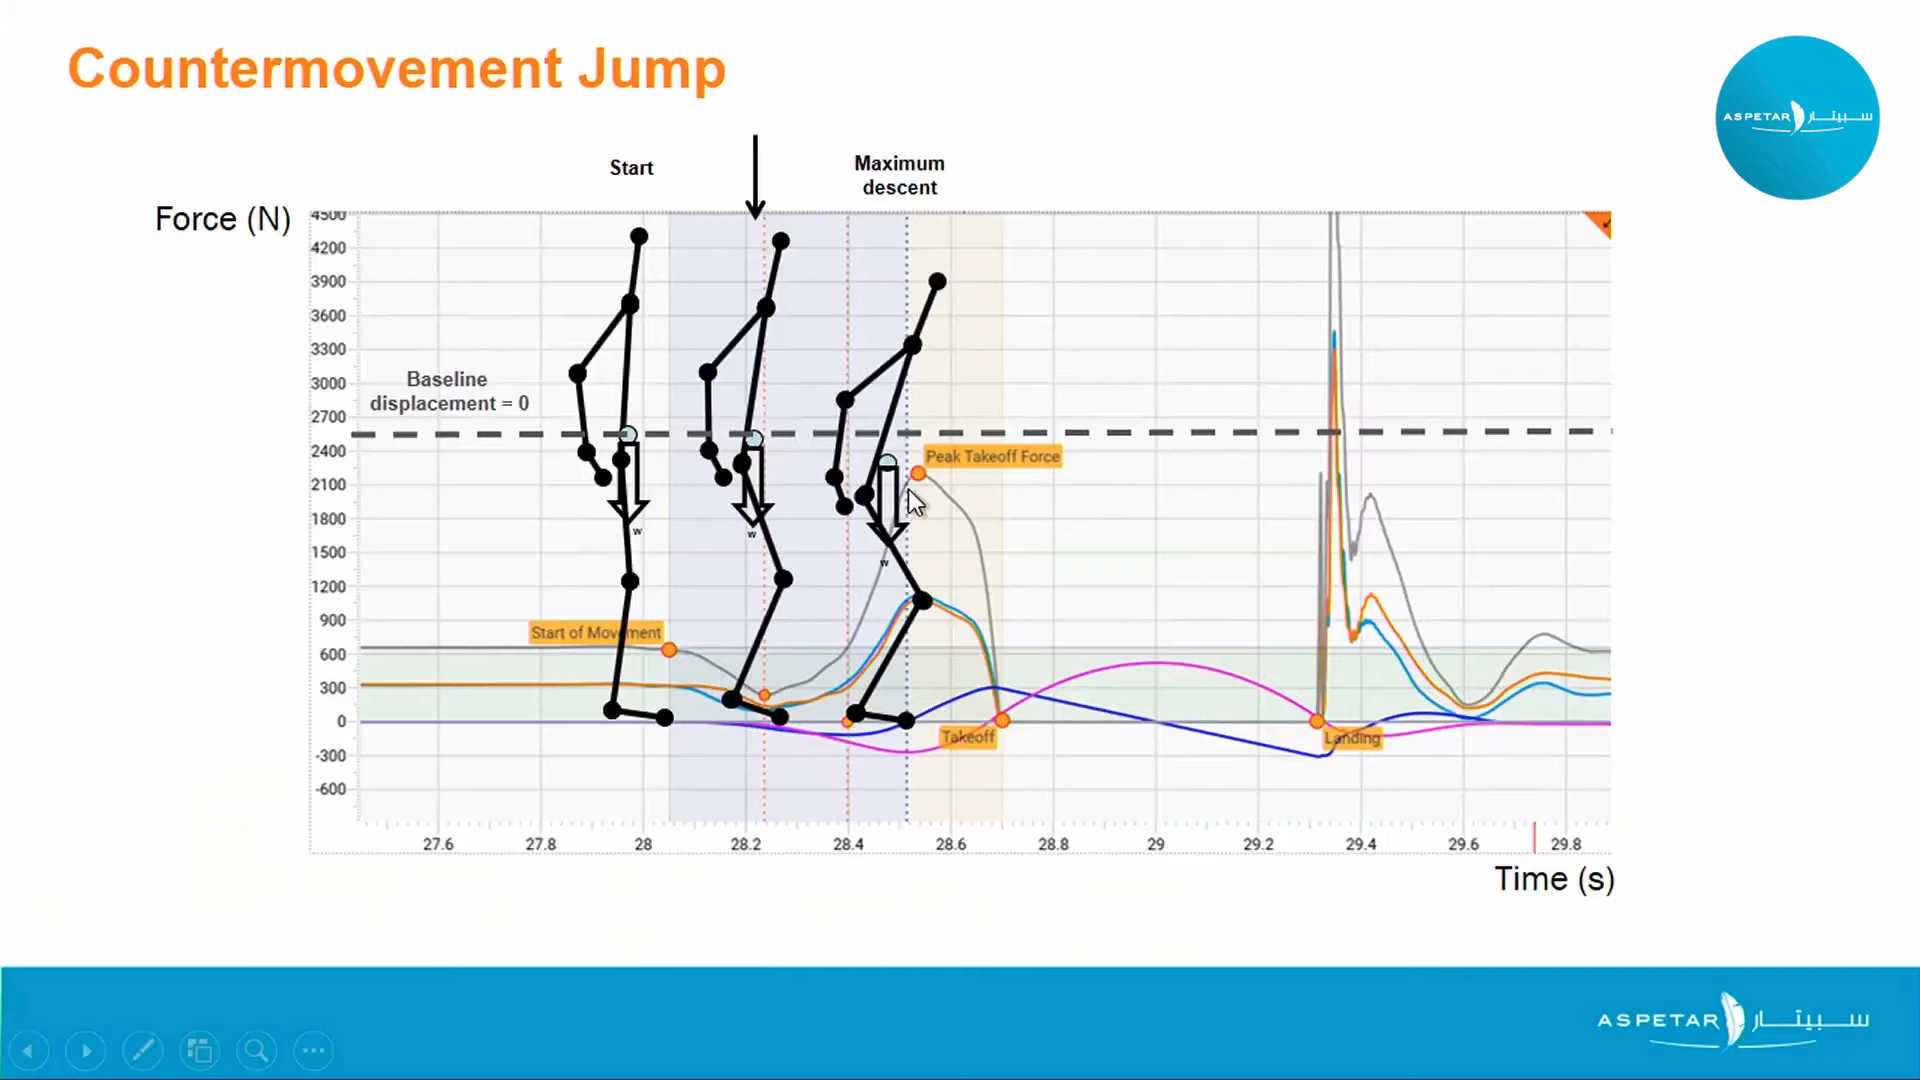 Countermovement Jump
ASPETAR سبيتار
Start
Maximum
descent
Force (N)
4500
4200
3900
3600
3300
3000
2700
2400
2100
1800
1500
1200
900
600
300
0
-300
-600
Baseline
displacement = 0
Peak Takeoff Force
w
w
w
Start of Movement
Takeoff
Landing
27.6 27.8 28 28.2 28.4 28.6 28.8 29 29.2 29.4 29.6 29.8
Time (s)
ASPETAR سبيتار